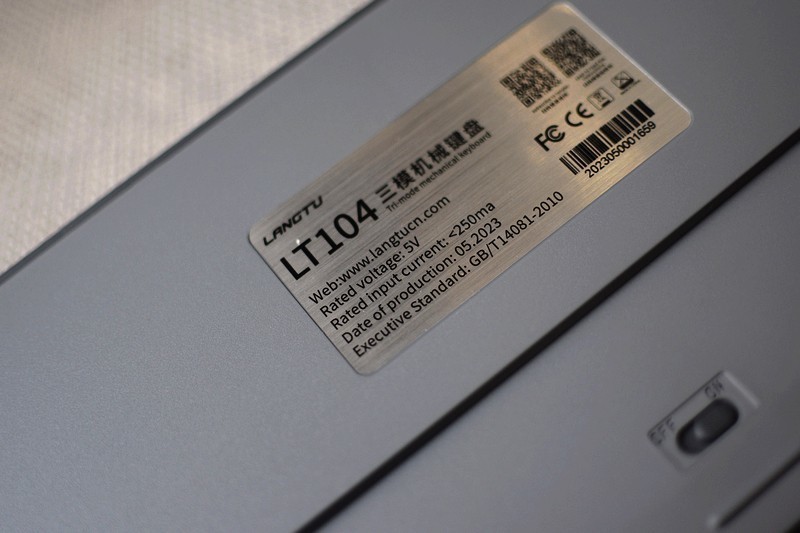 LANGTU
LT104 三模机械键盘
Tri-mode mechanical keyboard
Web:www.langtucn.com
Rated voltage: 5V
Rated input current: <250ma
Date of production: 05.2023
Executive Standard: GB/T14081-2010
FC CE
2023050001659
ON
OFF